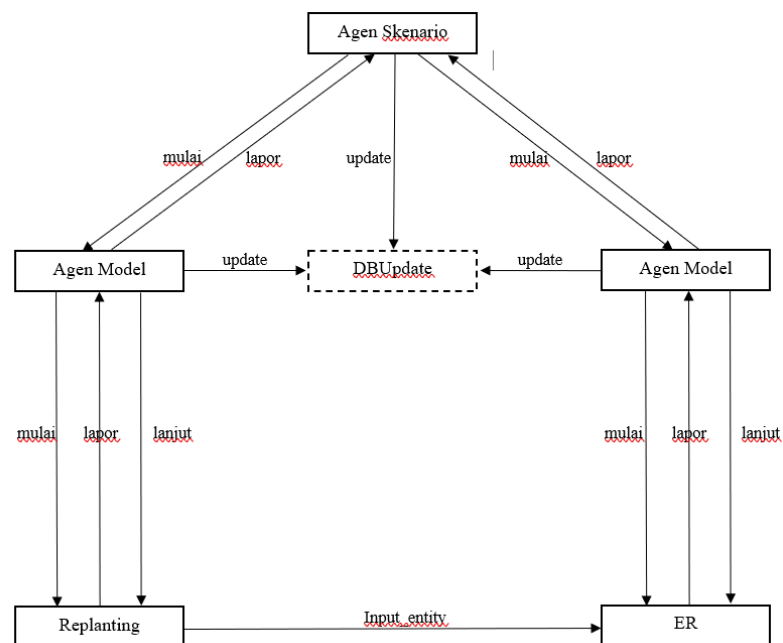 Agen Skenario
mulai
lapor
update
mulai
lapor
Agen Model
update
DBUpdate
update
Agen Model
mulai
lapor
lanjut
mulai
lapor
lanjut
Replanting
Input_entity
ER